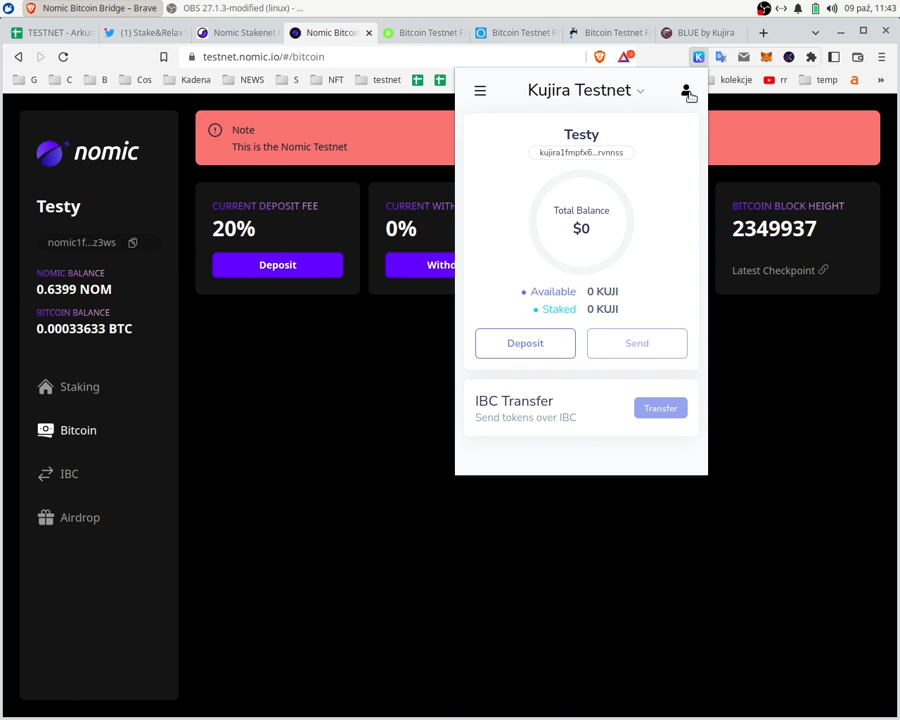 Nomic Bitcoin Bridge – Brave
OBS 27.1.3-modified (linux) - ...
09 paź, 11:43
TESTNET - Arkus
(1) Stake&Relax
Nomic Stakenet
Nomic Bitcoin
Bitcoin Testnet F
Bitcoin Testnet F
Bitcoin Testnet F
BLUE by Kujira
testnet.nomic.io/#/bitcoin
G
C
B
Cos
Kadena
NEWS
S
NFT
testnet
kolekcje
rr
temp
»
Kujira Testnet
nomic
Note
This is the Nomic Testnet
Testy
kujira1fmpfx6...rvnnss
Total Balance
$0
Available 0 KUJI
Staked 0 KUJI
Deposit
Send
IBC Transfer
Send tokens over IBC
Transfer
Testy
nomic1f...z3ws
NOMIC BALANCE
0.6399 NOM
BITCOIN BALANCE
0.00033633 BTC
Staking
Bitcoin
IBC
Airdrop
CURRENT DEPOSIT FEE
20%
Deposit
CURRENT WITH
0%
Withd
BITCOIN BLOCK HEIGHT
2349937
Latest Checkpoint